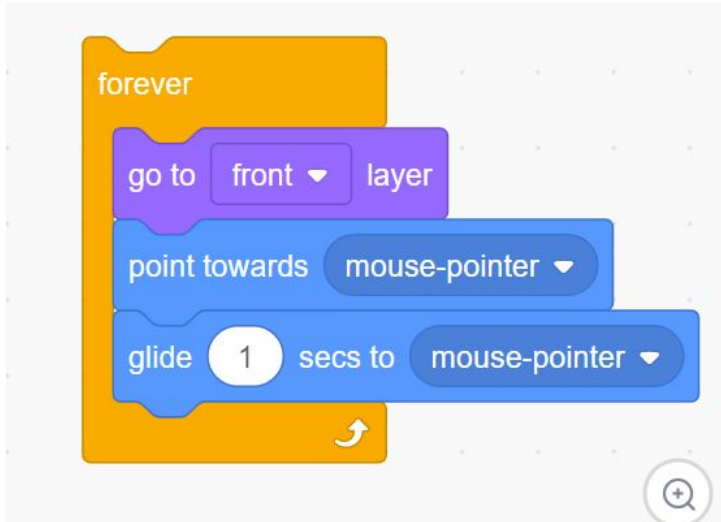 forever
go to front layer
point towards mouse-pointer
glide 1 secs to mouse-pointer